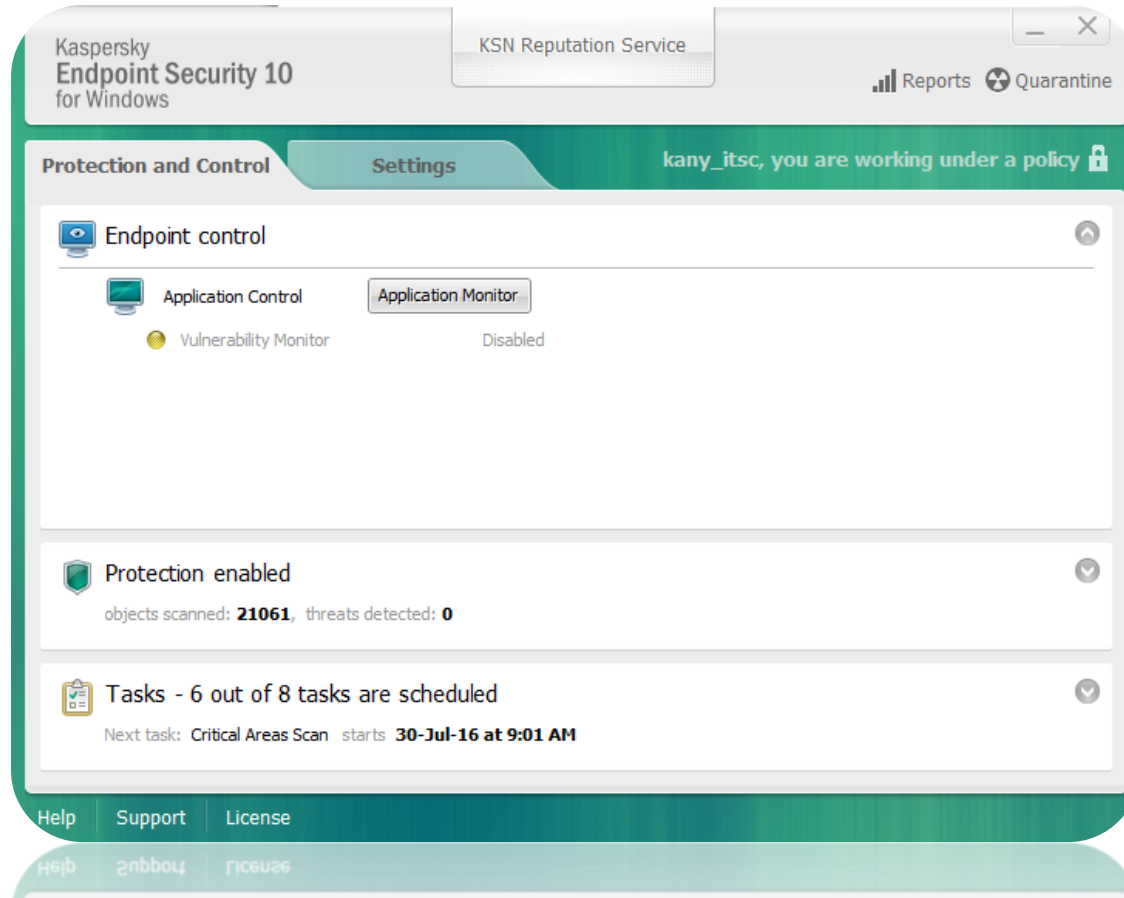 Kaspersky
Endpoint Security 10
for Windows
KSN Reputation Service
Reports Quarantine
Protection and Control
Settings
kany_itsc, you are working under a policy
Endpoint control
Application Control
Application Monitor
Vulnerability Monitor
Disabled
Protection enabled
objects scanned: 21061, threats detected: 0
Tasks - 6 out of 8 tasks are scheduled
Next task: Critical Areas Scan starts 30-Jul-16 at 9:01 AM
Help Support License
Help Support License